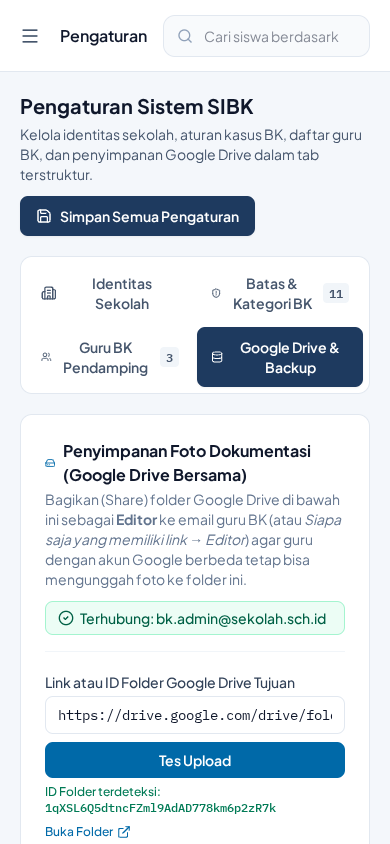 Pengaturan
Cari siswa berdasark
Pengaturan Sistem SIBK
Kelola identitas sekolah, aturan kasus BK, daftar guru
BK, dan penyimpanan Google Drive dalam tab
terstruktur.
Simpan Semua Pengaturan
Identitas
Sekolah
Batas &
Kategori BK
11
Guru BK
Pendamping
3
Google Drive &
Backup
Penyimpanan Foto Dokumentasi
(Google Drive Bersama)
Bagikan (Share) folder Google Drive di bawah
ini sebagai Editor ke email guru BK (atau Siapa
saja yang memiliki link → Editor) agar guru
dengan akun Google berbeda tetap bisa
mengunggah foto ke folder ini.
Terhubung: bk.admin@sekolah.sch.id
Link atau ID Folder Google Drive Tujuan
https://drive.google.com/drive/fol
Tes Upload
ID Folder terdeteksi:
1qXSL6Q5dtncFZml9AdAD778km6p2zR7k
Buka Folder